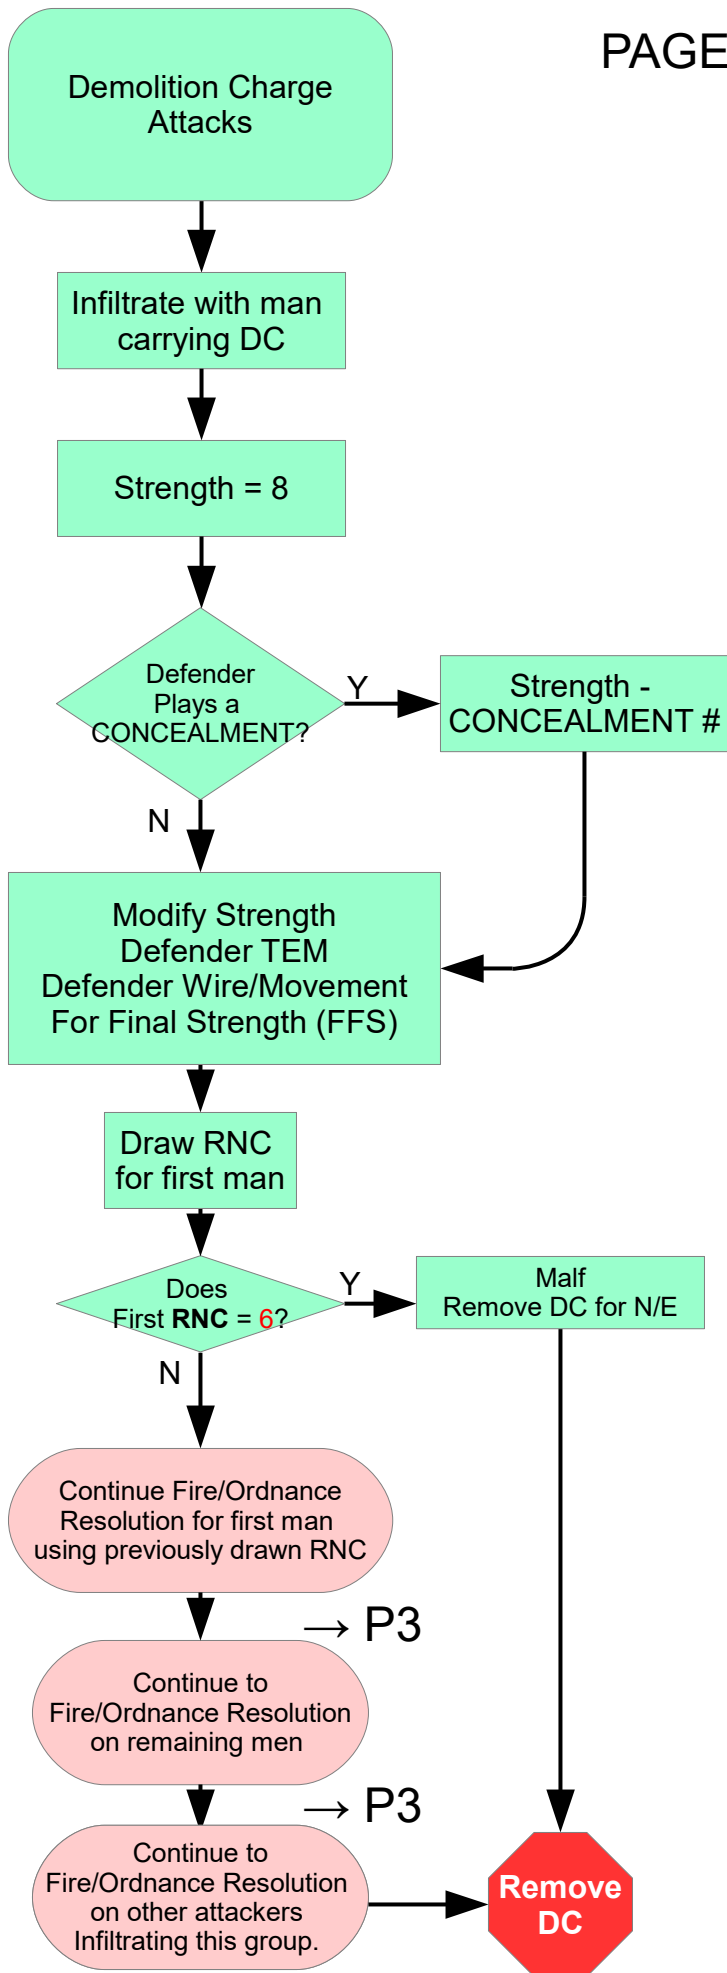 PAGE
Demolition Charge
Attacks
Infiltrate with man
carrying DC
Strength = 8
Defender
Plays a
CONCEALMENT?
Y
Strength -
CONCEALMENT #
N
Modify Strength
Defender TEM
Defender Wire/Movement
For Final Strength (FFS)
Draw RNC
for first man
Does
First RNC = 6?
Y
Malf
Remove DC for N/E
N
Continue Fire/Ordnance
Resolution for first man
using previously drawn RNC
→ P3
Continue to
Fire/Ordnance Resolution
on remaining men
→ P3
Continue to
Fire/Ordnance Resolution
on other attackers
Infiltrating this group.
Remove
DC